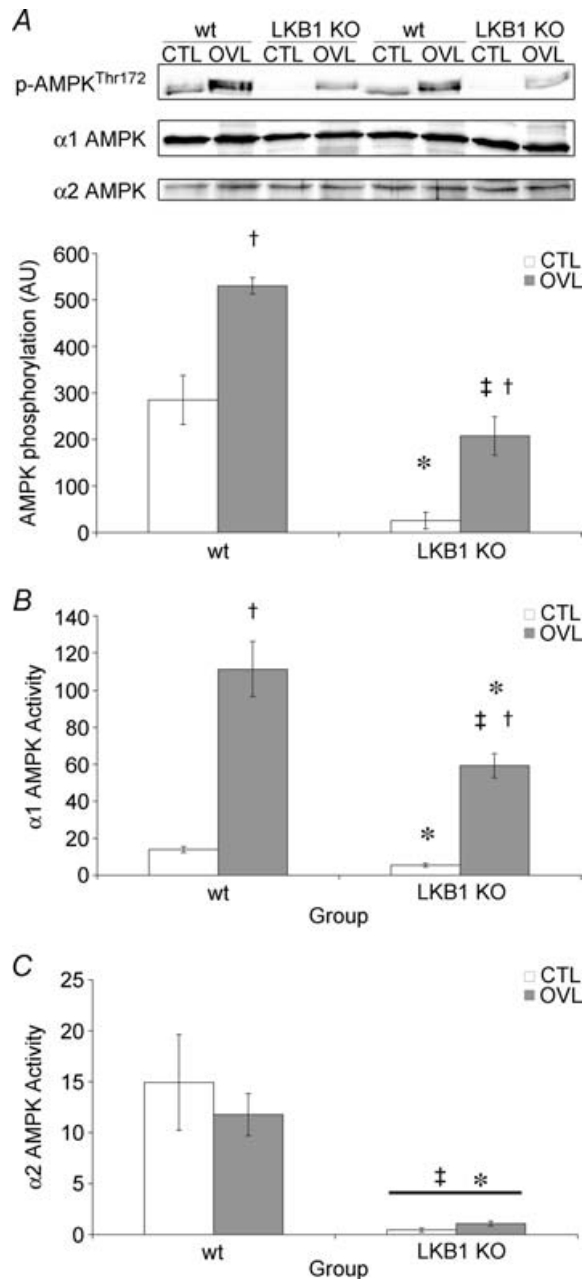 A
wt LKB1 KO wt LKB1 KO
CTL OVL CTL OVL CTL OVL CTL OVL
p-AMPKThr172
α1 AMPK
α2 AMPK
AMPK phosphorylation (AU)
600
500
400
300
200
100
0
†
* ‡ †
CTL
OVL
wt LKB1 KO
B
α1 AMPK Activity
140
120
100
80
60
40
20
0
†
*
‡ †
*
CTL
OVL
wt LKB1 KO
Group
C
α2 AMPK Activity
25
20
15
10
5
0
‡ *
CTL
OVL
wt LKB1 KO
Group